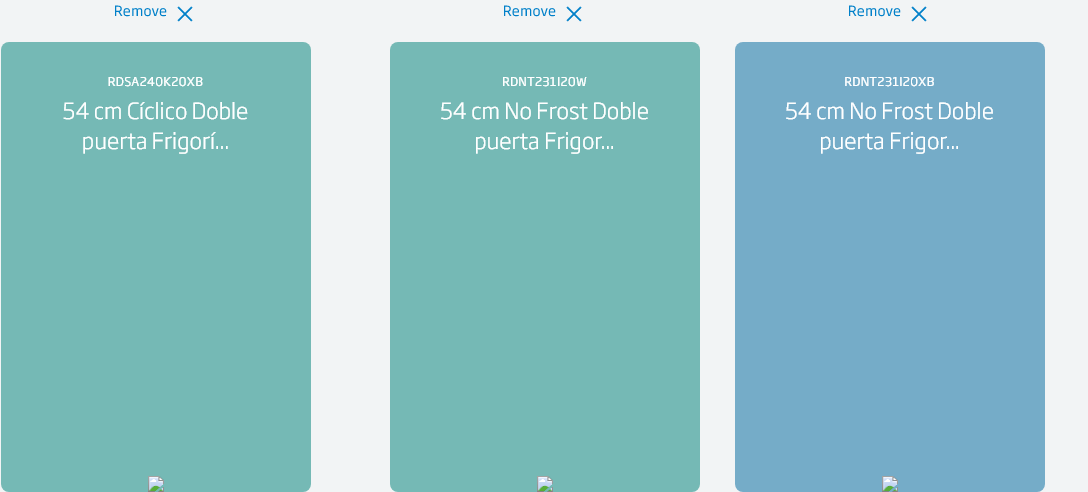 Remove
Remove
Remove
RDSA240K20XB
54 cm Cíclico Doble
puerta Frigorí...
RDNT231I20W
54 cm No Frost Doble
puerta Frigor...
RDNT231I20XB
54 cm No Frost Doble
puerta Frigor...